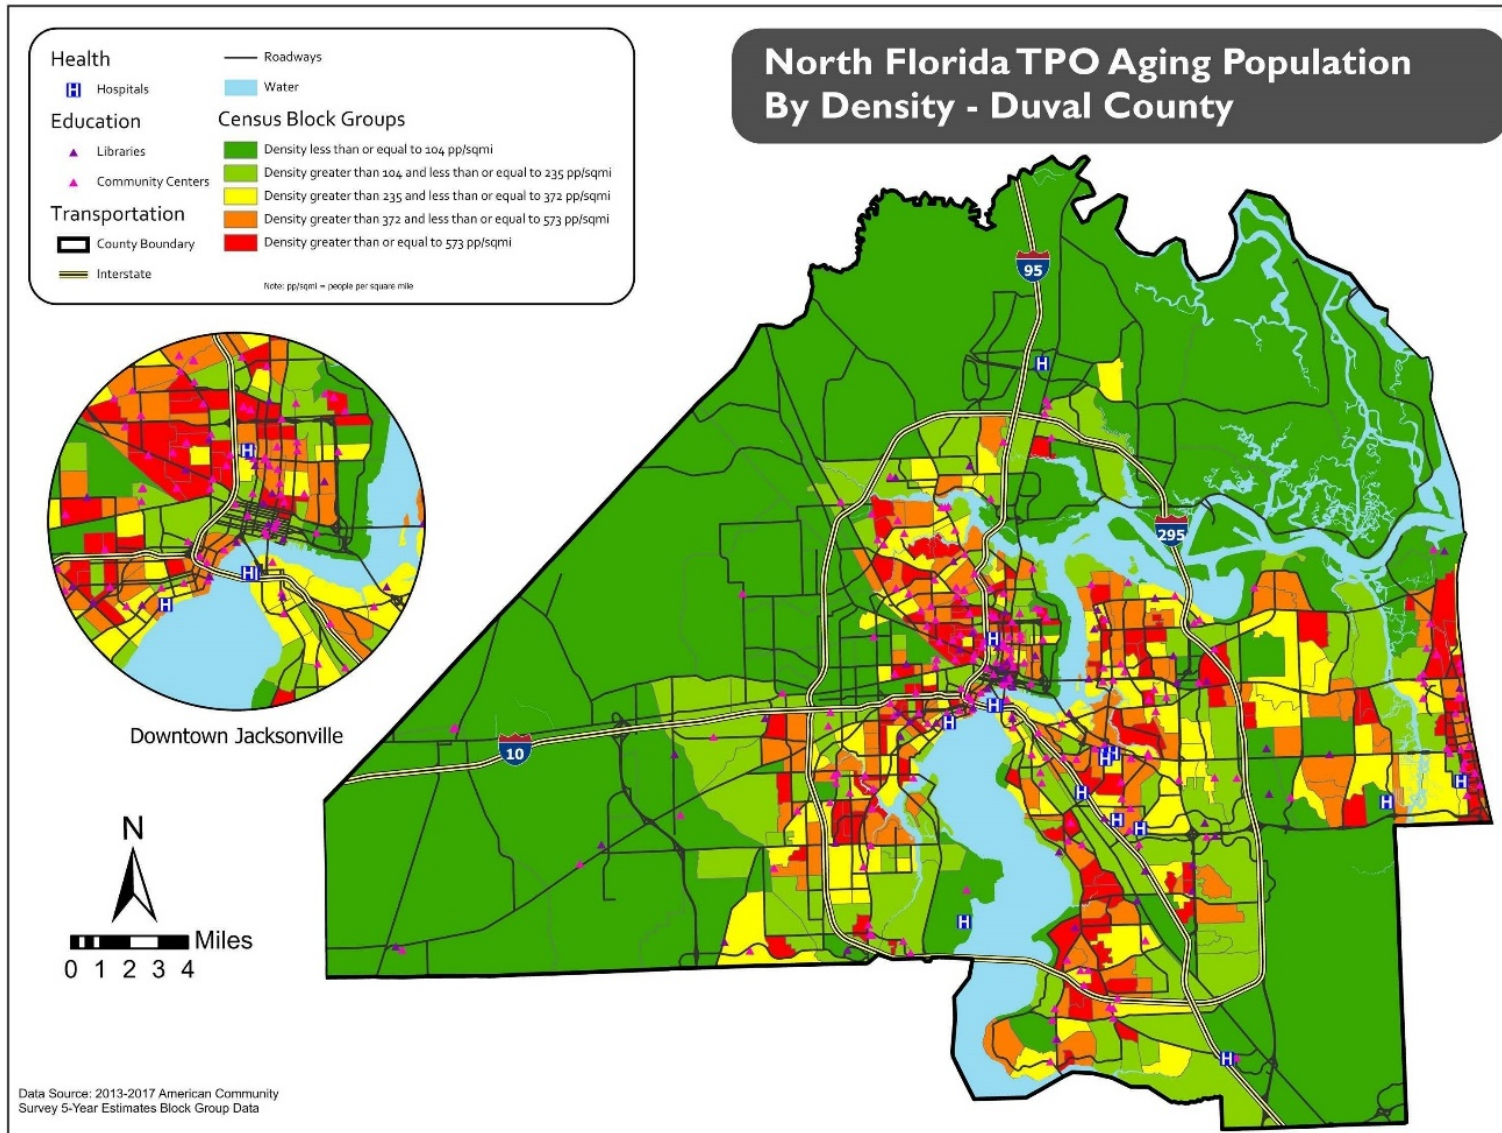 North Florida TPO Aging Population
By Density - Duval County
Health
H Hospitals
Education
Libraries
Community Centers
Transportation
County Boundary
Interstate
Roadways
Water
Census Block Groups
Density less than or equal to 104 pp/sqmi
Density greater than 104 and less than or equal to 235 pp/sqmi
Density greater than 235 and less than or equal to 372 pp/sqmi
Density greater than 372 and less than or equal to 573 pp/sqmi
Density greater than or equal to 573 pp/sqmi
Note: pp/sqmi = people per square mile
95
H
295
H
H
H
H
H
H
10
H
H
H
H
H
H
H
H
H
H
H
Downtown Jacksonville
N
Miles
0 1 2 3 4
Data Source: 2013-2017 American Community
Survey 5-Year Estimates Block Group Data